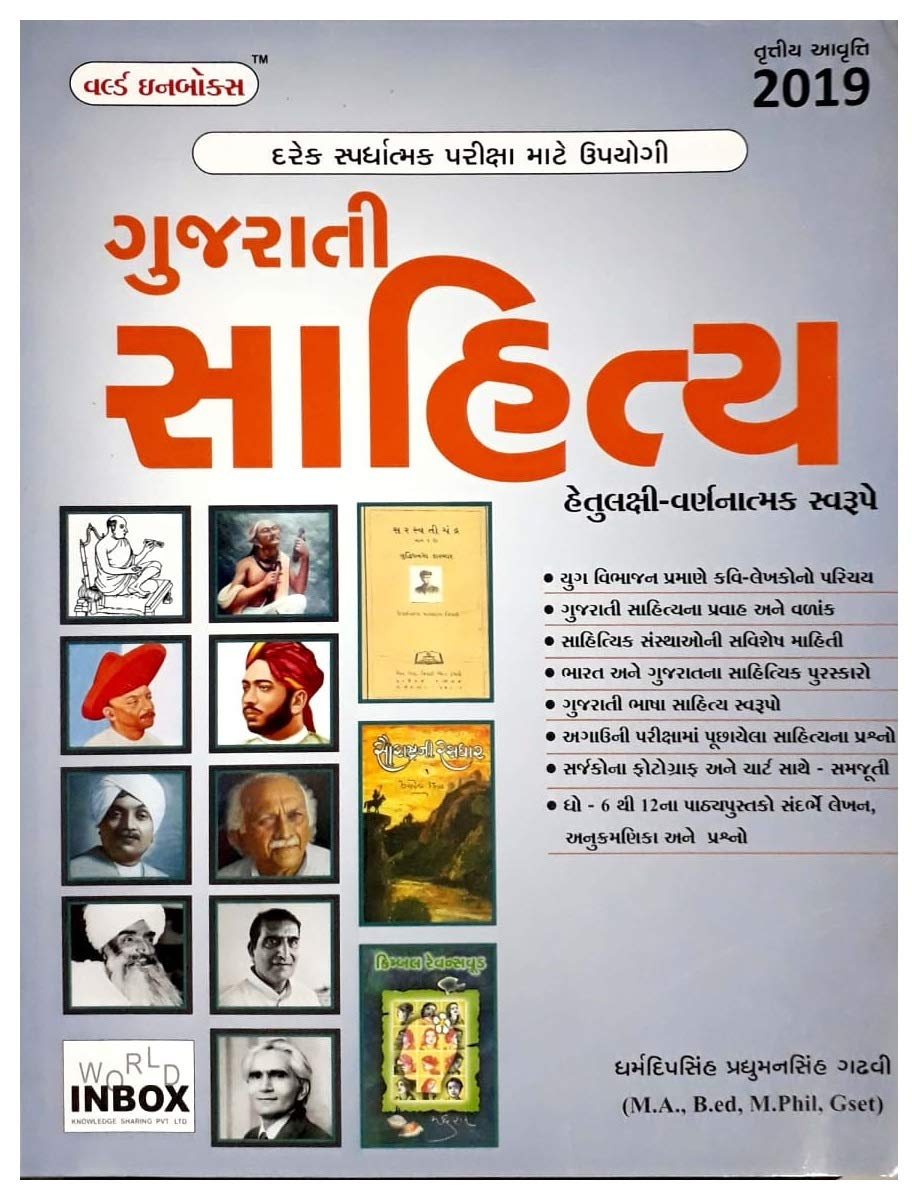 વર્લ્ડ ઇનબોક્સ
TM
તૃત્તીય આવૃત્તિ
2019
દરેક સ્પર્ધાત્મક પરીક્ષા માટે ઉપયોગી
ગુજરાતી
સાહિત્ય
હેતુલક્ષી-વર્ણનાત્મક સ્વરૂપે
• યુગ વિભાજન પ્રમાણે કવિ-લેખકોનો પરિચય
• ગુજરાતી સાહિત્યના પ્રવાહ અને વળાંક
• સાહિત્યિક સંસ્થાઓની સવિશેષ માહિતી
• ભારત અને ગુજરાતના સાહિત્યિક પુરસ્કારો
• ગુજરાતી ભાષા સાહિત્ય સ્વરૂપો
• અગાઉની પરીક્ષામાં પૂછાયેલા સાહિત્યના પ્રશ્નો
• સર્જકોના ફોટોગ્રાફ અને ચાર્ટ સાથે - સમજૂતી
• ધો - 6 થી 12ના પાઠ્યપુસ્તકો સંદર્ભે લેખન,
અનુક્રમણિકા અને પ્રશ્નો
સરસ્વતીચંદ્ર
સૌરાષ્ટ્રની રસધાર
કિમ્બલ રેવન્સવૂડ
WORLD
INBOX
KNOWLEDGE SHARING PVT LTD
ધર્મદિપસિંહ પ્રદ્યુમનસિંહ ગઢવી
(M.A., B.ed, M.Phil, Gset)